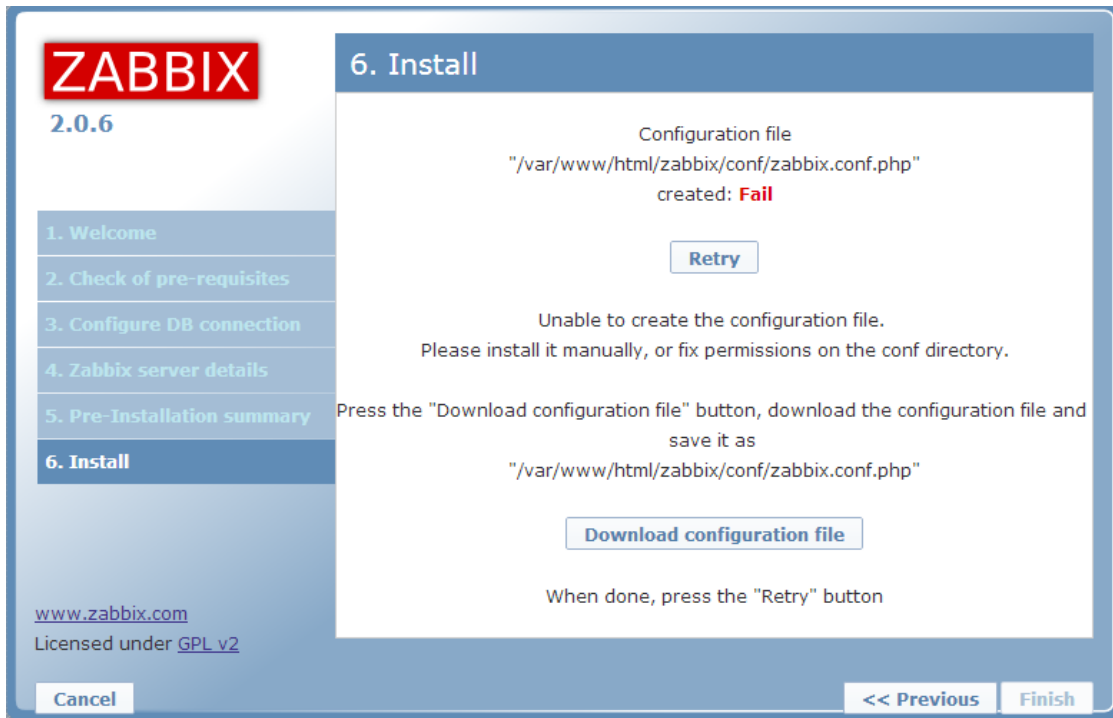 ZABBIX
2.0.6
1. Welcome
2. Check of pre-requisites
3. Configure DB connection
4. Zabbix server details
5. Pre-Installation summary
6. Install
www.zabbix.com
Licensed under GPL v2
6. Install
Configuration file
"/var/www/html/zabbix/conf/zabbix.conf.php"
created: Fail
Retry
Unable to create the configuration file.
Please install it manually, or fix permissions on the conf directory.
Press the "Download configuration file" button, download the configuration file and
save it as
"/var/www/html/zabbix/conf/zabbix.conf.php"
Download configuration file
When done, press the "Retry" button
Cancel
<< Previous
Finish